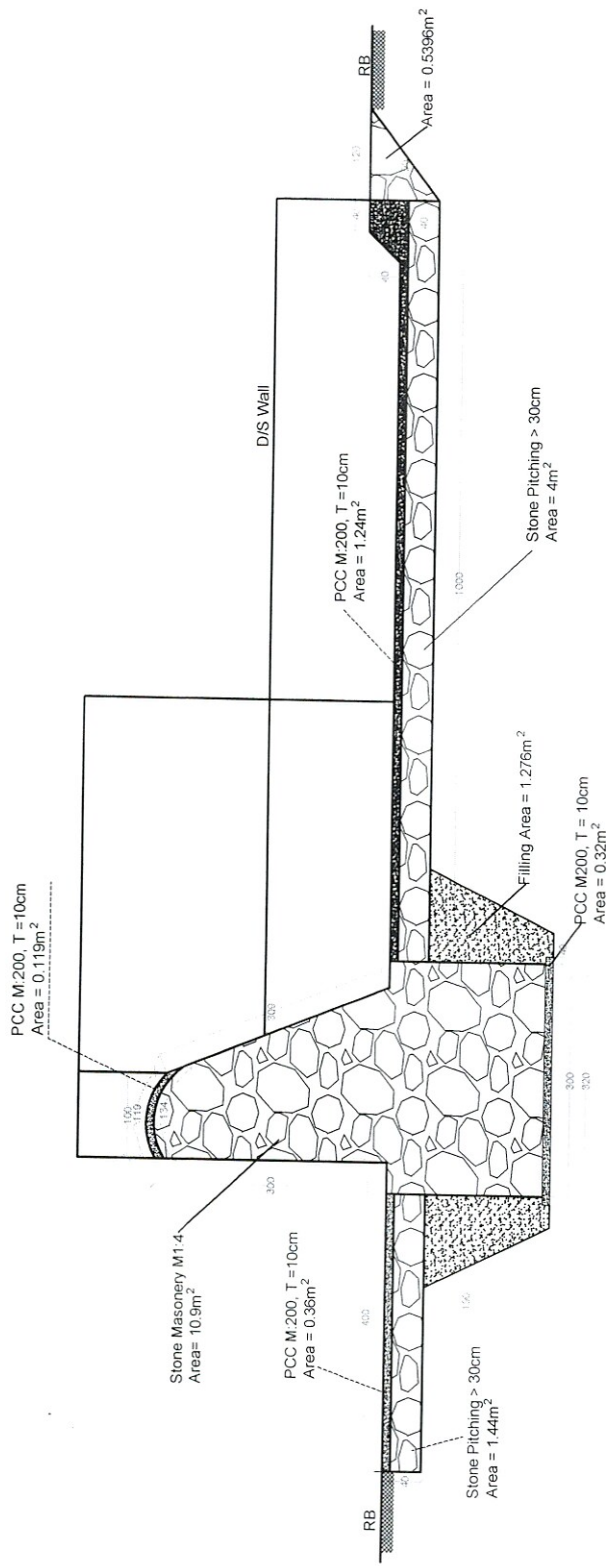 PCC M:200, T =10cm
Area = 0.119m²
100
119
134
300
D/S Wall
Stone Masonery M1:4
Area= 10.9m²
300
PCC M:200, T =10cm
Area = 0.36m²
400
RB
40
Stone Pitching > 30cm
Area = 1.44m²
PCC M:200, T =10cm
Area = 1.24m²
40
120
RB
40
40
Area = 0.5396m²
1000
Stone Pitching > 30cm
Area = 4m²
Filling Area = 1.276m²
PCC M200, T = 10cm
Area = 0.32m²
300
320